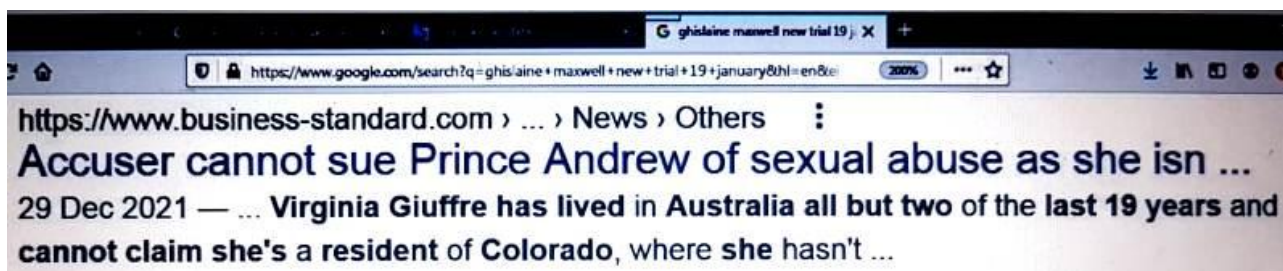 G ghislaine maxwell new trial 19 j
https://www.google.com/search?q=ghislaine+maxwell+new+trial+19+january&hl=en&ei 200%
https://www.business-standard.com › ... › News › Others
Accuser cannot sue Prince Andrew of sexual abuse as she isn ...
29 Dec 2021 — ... Virginia Giuffre has lived in Australia all but two of the last 19 years and
cannot claim she's a resident of Colorado, where she hasn't ...